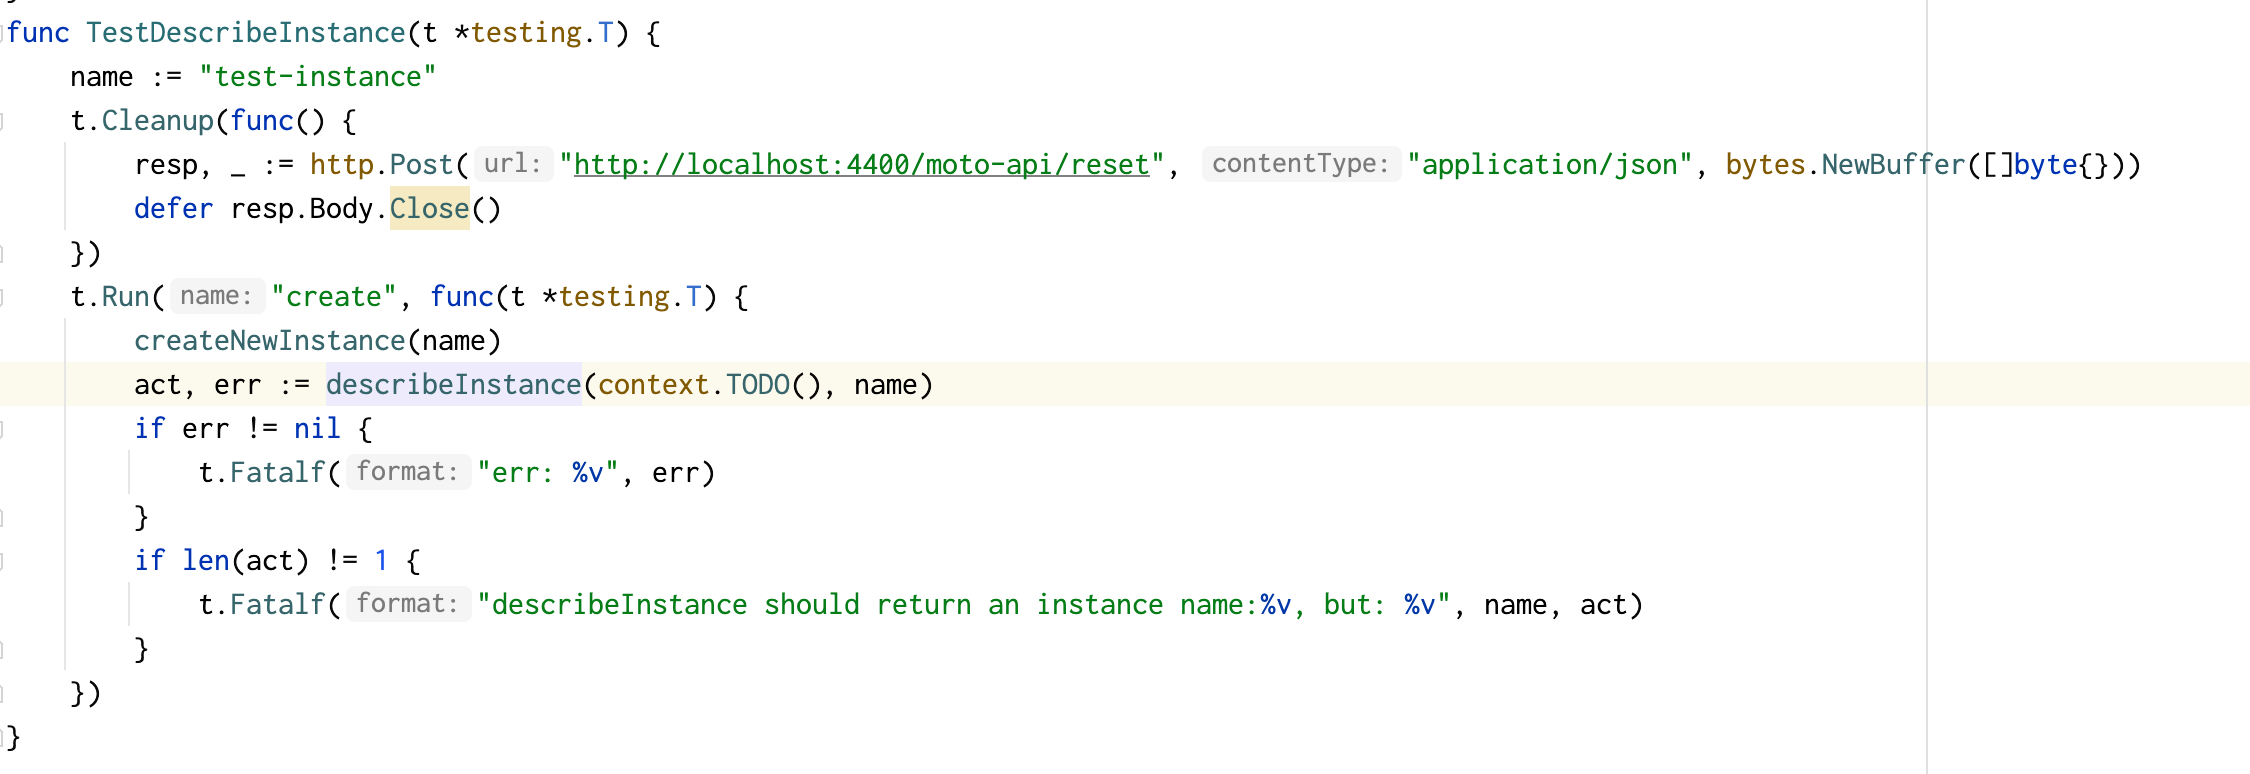 func TestDescribeInstance(t *testing.T) {
    name := "test-instance"
    t.Cleanup(func() {
        resp, _ := http.Post( url: "http://localhost:4400/moto-api/reset", contentType: "application/json", bytes.NewBuffer([]byte{}))
        defer resp.Body.Close()
    })
    t.Run( name: "create", func(t *testing.T) {
        createNewInstance(name)
        act, err := describeInstance(context.TODO(), name)
        if err != nil {
            t.Fatalf( format: "err: %v", err)
        }
        if len(act) != 1 {
            t.Fatalf( format: "describeInstance should return an instance name:%v, but: %v", name, act)
        }
    })
}